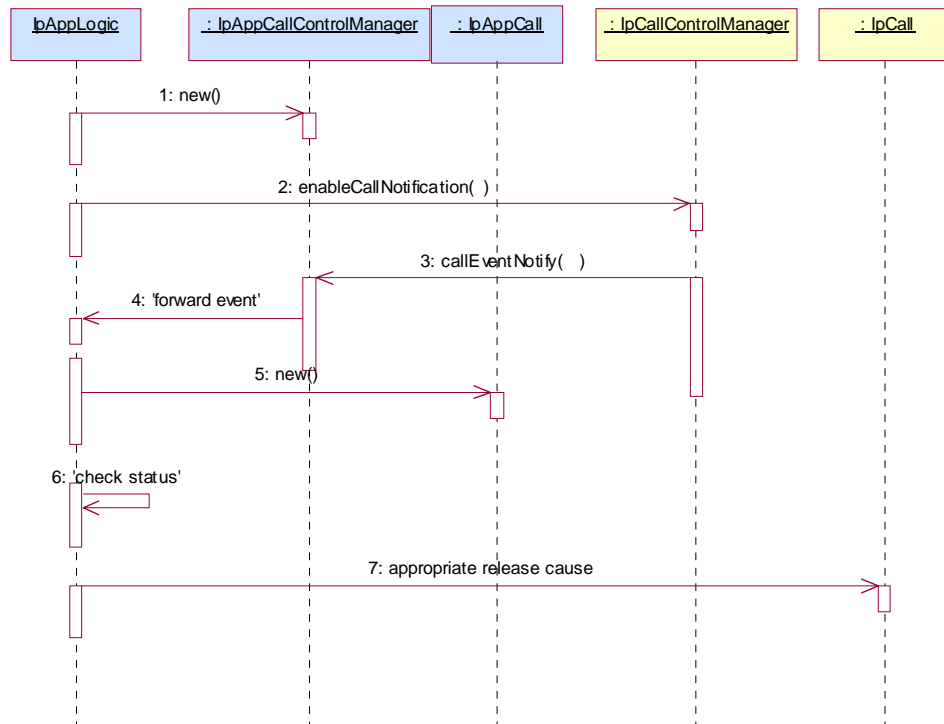 IpAppLogic
: IpAppCallControlManager
: IpAppCall
: IpCallControlManager
: IpCall
1: new()
2: enableCallNotification( )
3: callEventNotify( )
4: 'forward event'
5: new()
6: 'check status'
7: appropriate release cause